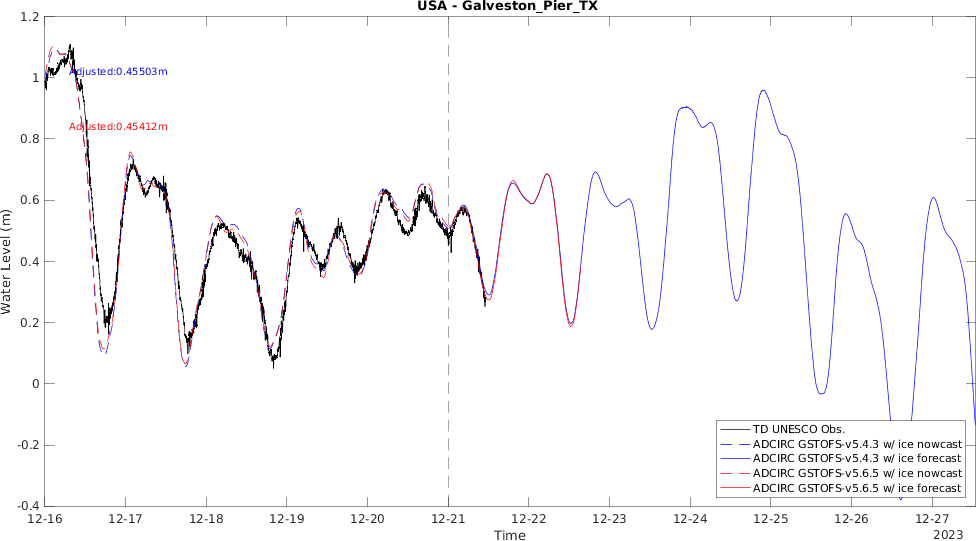 USA - Galveston_Pier_TX
1.2
1
0.8
0.6
0.4
0.2
0
-0.2
-0.4
Water Level (m)
Adjusted:0.45503m
Adjusted:0.45412m
TD UNESCO Obs.
ADCIRC GSTOFS-v5.4.3 w/ ice nowcast
ADCIRC GSTOFS-v5.4.3 w/ ice forecast
ADCIRC GSTOFS-v5.6.5 w/ ice nowcast
ADCIRC GSTOFS-v5.6.5 w/ ice forecast
12-16 12-17 12-18 12-19 12-20 12-21 12-22 12-23 12-24 12-25 12-26 12-27
Time
2023